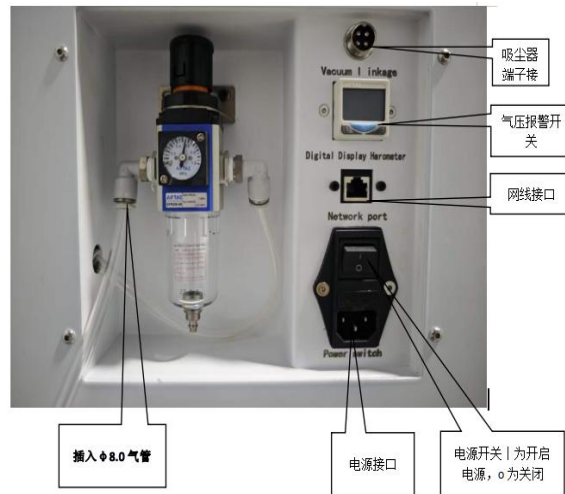 Vacuum l inkage
吸尘器
端子接
气压报警开
关
Digital Display Harometer
网线接口
Network port
AirTAC
Power switch
插入φ8.0 气管
电源接口
电源开关丨为开启
电源，o 为关闭